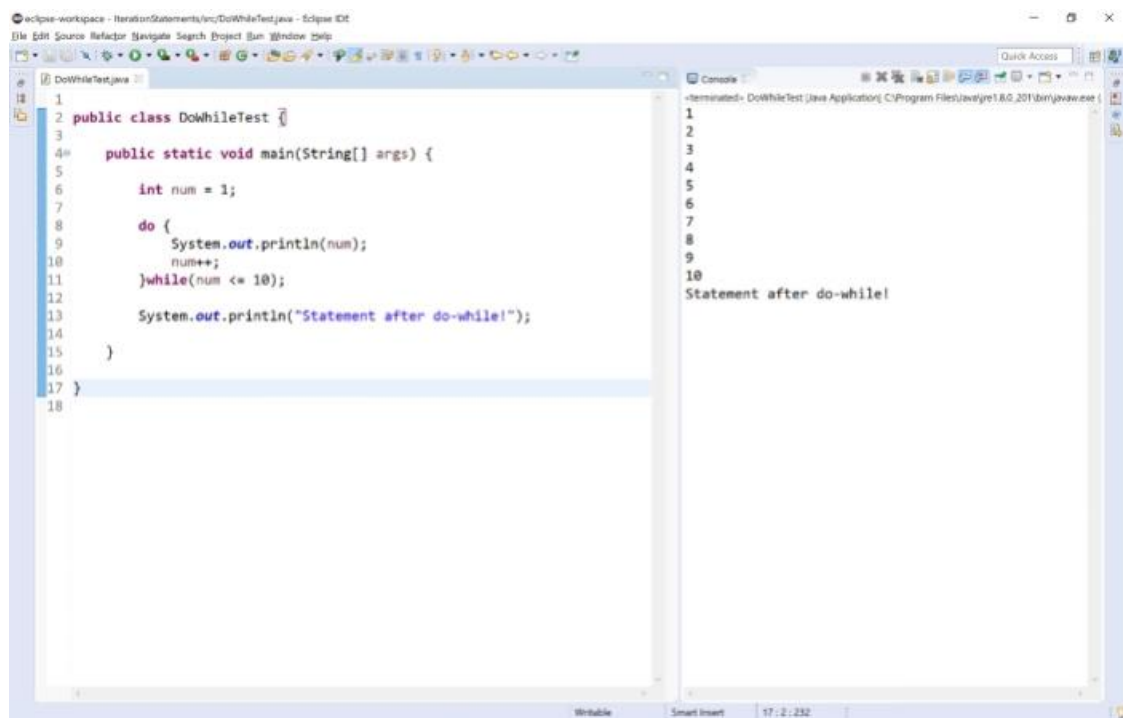 eclipse-workspace - IterationStatements/src/DoWhileTest.java - Eclipse IDE
File Edit Source Refactor Navigate Search Project Run Window Help
Quick Access
DoWhileTest.java
1
2 public class DoWhileTest {
3
4 public static void main(String[] args) {
5
6 int num = 1;
7
8 do {
9 System.out.println(num);
10 num++;
11 }while(num <= 10);
12
13 System.out.println("Statement after do-while!");
14
15 }
16
17 }
18
Console
<terminated> DoWhileTest [Java Application] C:\Program Files\Java\jre1.8.0_201\bin\javaw.exe (
1
2
3
4
5
6
7
8
9
10
Statement after do-while!
Writable
Smart Insert
17 : 2 : 232